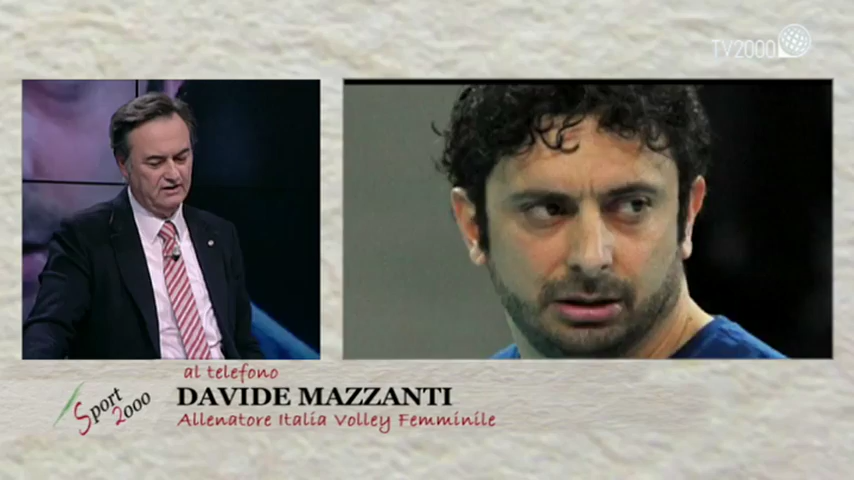 TV2000
al telefono
DAVIDE MAZZANTI
Allenatore Italia Volley Femminile
Sport
2000